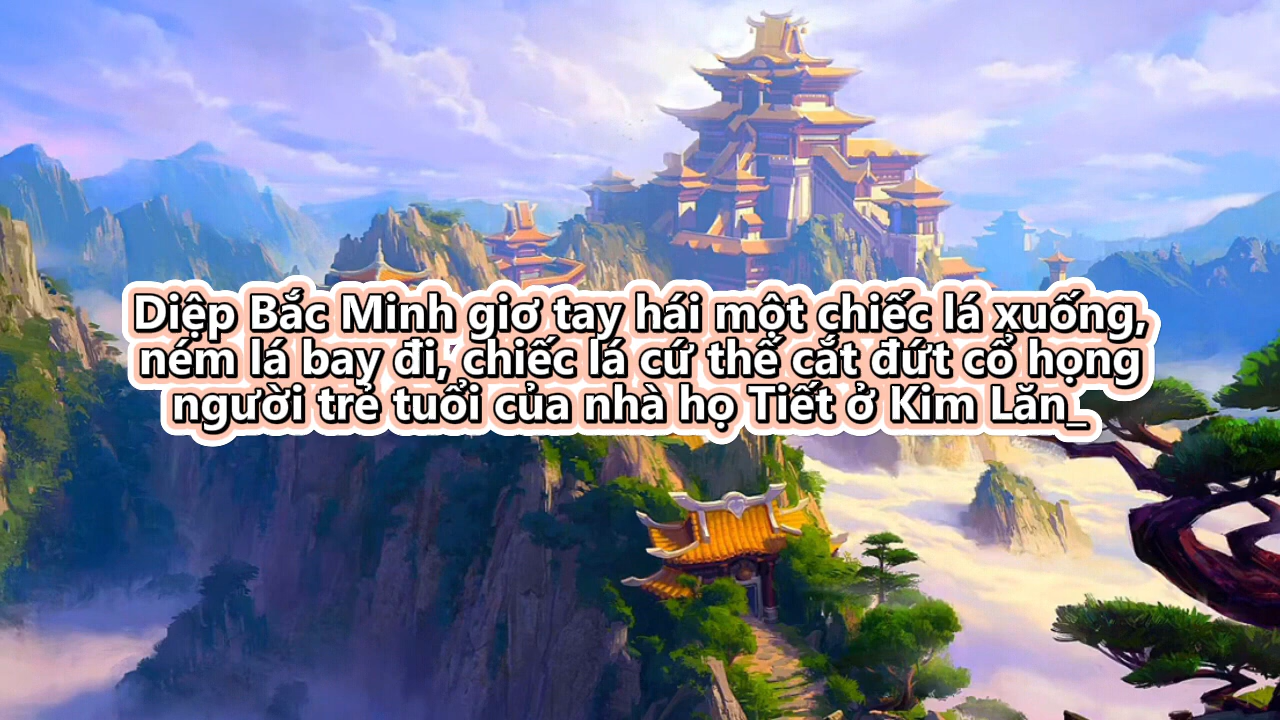 Diệp Bắc Minh giơ tay hái một chiếc lá xuống,
ném lá bay đi, chiếc lá cứ thế cắt đứt cổ họng
người trẻ tuổi của nhà họ Tiết ở Kim Lăn_